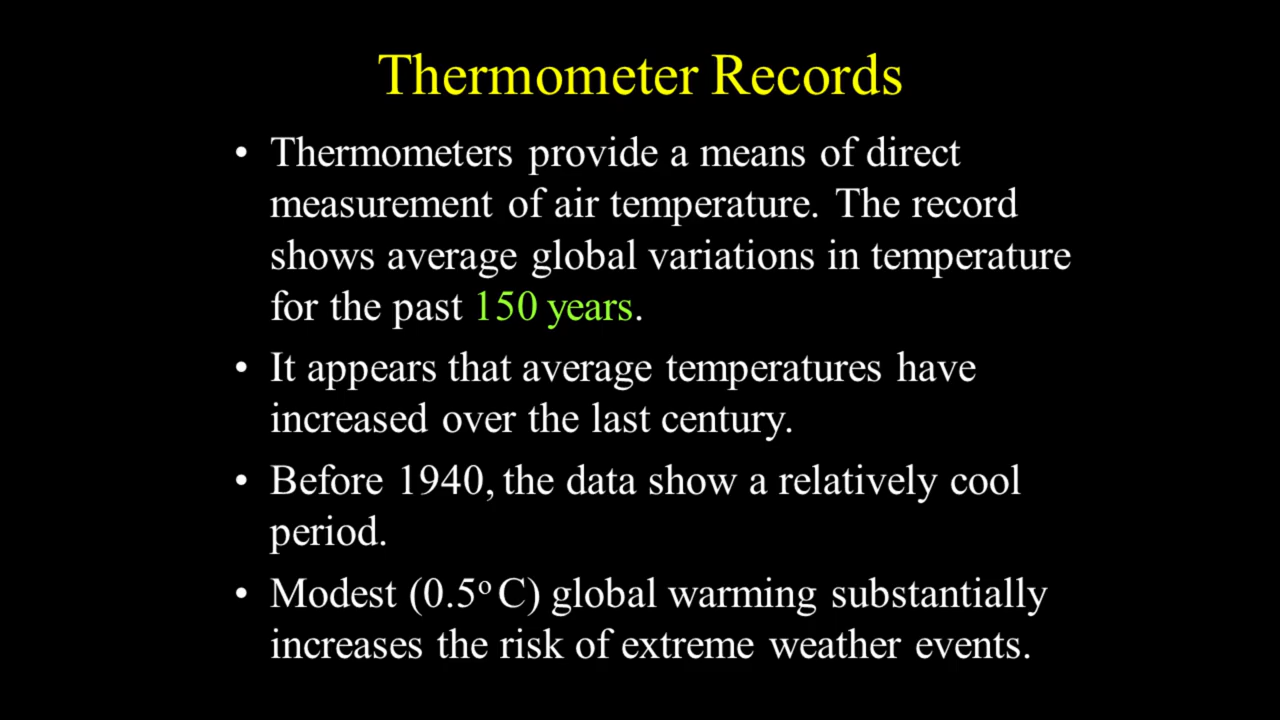 Thermometer Records
• Thermometers provide a means of direct
measurement of air temperature. The record
shows average global variations in temperature
for the past 150 years.
• It appears that average temperatures have
increased over the last century.
• Before 1940, the data show a relatively cool
period.
• Modest (0.5º C) global warming substantially
increases the risk of extreme weather events.